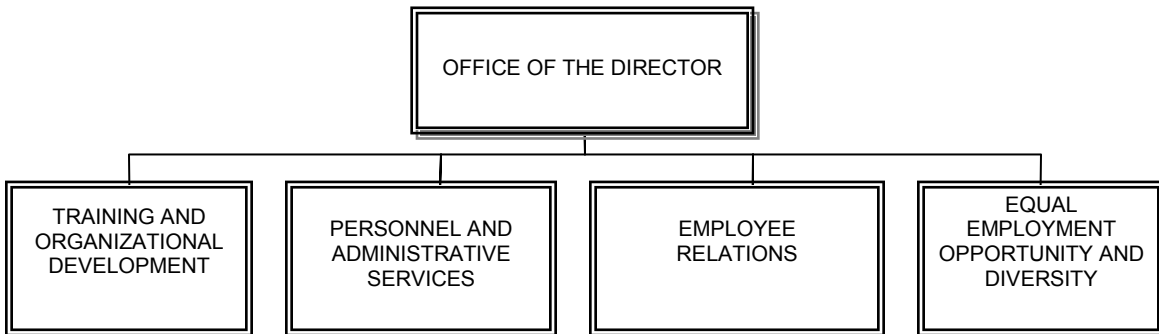 OFFICE OF THE DIRECTOR
TRAINING AND
ORGANIZATIONAL
DEVELOPMENT
PERSONNEL AND
ADMINISTRATIVE
SERVICES
EMPLOYEE
RELATIONS
EQUAL
EMPLOYMENT
OPPORTUNITY AND
DIVERSITY